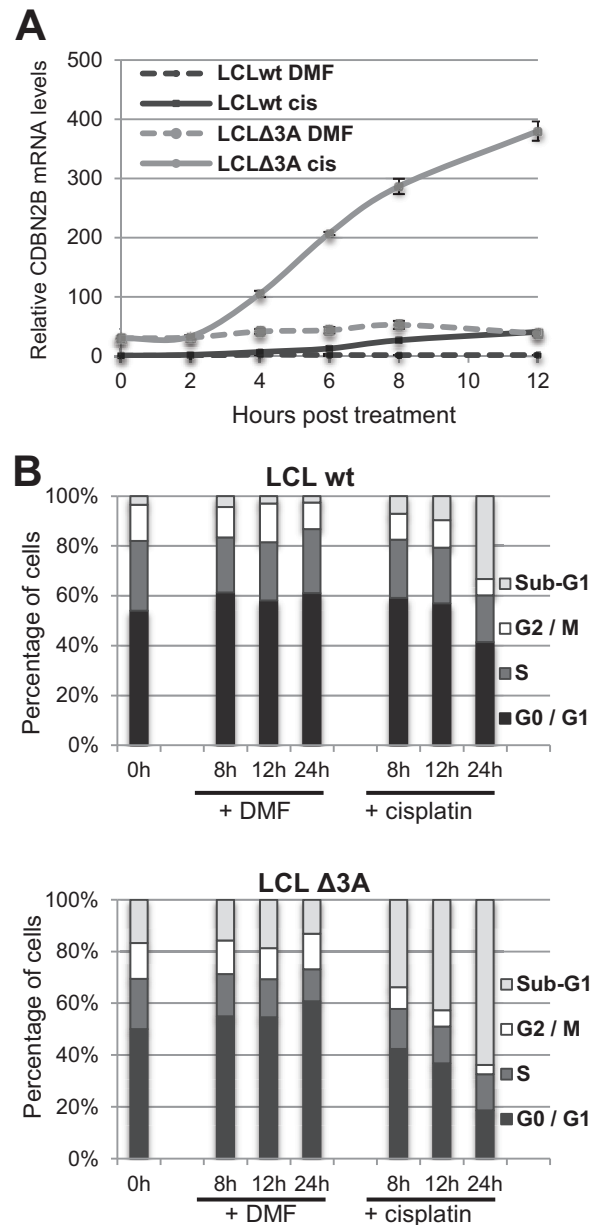 A
Relative CDBN2B mRNA levels
500
400
300
200
100
0
LCLwt DMF
LCLwt cis
LCLΔ3A DMF
LCLΔ3A cis
0 2 4 6 8 10 12
Hours post treatment
B
LCL wt
Percentage of cells
100%
80%
60%
40%
20%
0%
Sub-G1
G2 / M
S
G0 / G1
0h 8h 12h 24h 8h 12h 24h
+ DMF + cisplatin
LCL Δ3A
Percentage of cells
100%
80%
60%
40%
20%
0%
Sub-G1
G2 / M
S
G0 / G1
0h 8h 12h 24h 8h 12h 24h
+ DMF + cisplatin